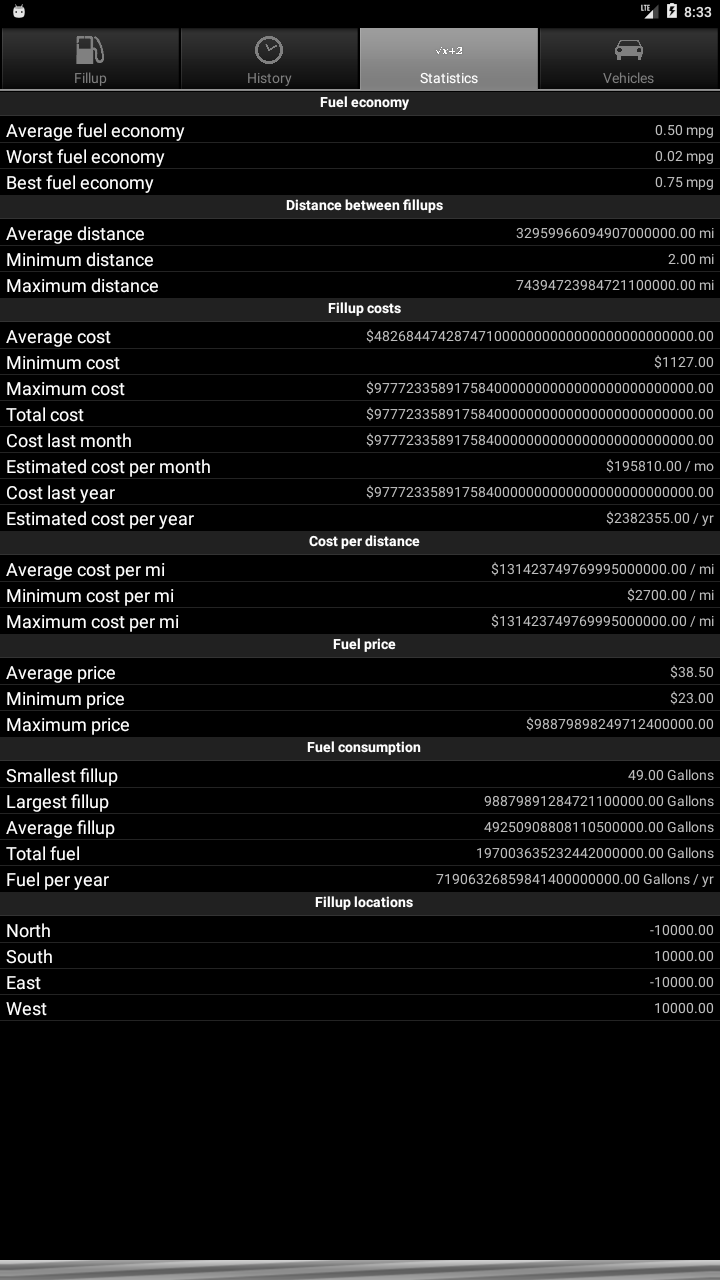 LTE 8:33
Fillup History √x+2 Statistics Vehicles
Fuel economy
Average fuel economy 0.50 mpg
Worst fuel economy 0.02 mpg
Best fuel economy 0.75 mpg
Distance between fillups
Average distance 32959966094907000000.00 mi
Minimum distance 2.00 mi
Maximum distance 74394723984721100000.00 mi
Fillup costs
Average cost $4826844742874710000000000000000000000000.00
Minimum cost $1127.00
Maximum cost $9777233589175840000000000000000000000000.00
Total cost $9777233589175840000000000000000000000000.00
Cost last month $9777233589175840000000000000000000000000.00
Estimated cost per month $195810.00 / mo
Cost last year $9777233589175840000000000000000000000000.00
Estimated cost per year $2382355.00 / yr
Cost per distance
Average cost per mi $131423749769995000000.00 / mi
Minimum cost per mi $2700.00 / mi
Maximum cost per mi $131423749769995000000.00 / mi
Fuel price
Average price $38.50
Minimum price $23.00
Maximum price $98879898249712400000.00
Fuel consumption
Smallest fillup 49.00 Gallons
Largest fillup 98879891284721100000.00 Gallons
Average fillup 49250908808110500000.00 Gallons
Total fuel 197003635232442000000.00 Gallons
Fuel per year 71906326859841400000000.00 Gallons / yr
Fillup locations
North -10000.00
South 10000.00
East -10000.00
West 10000.00